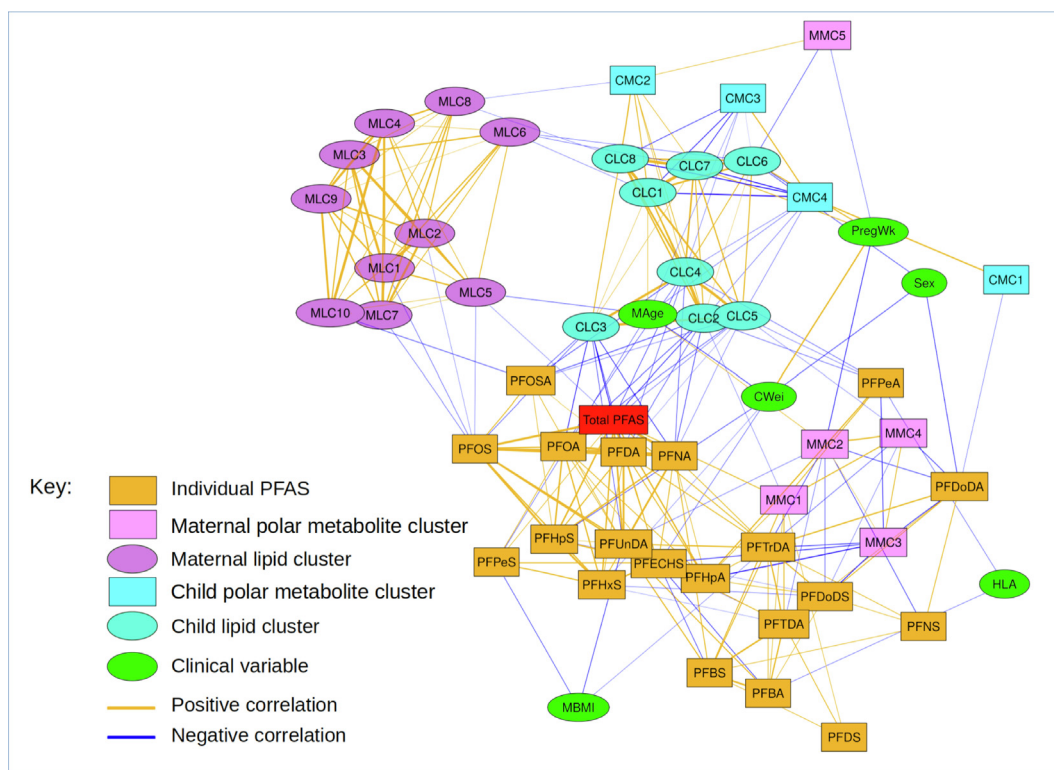 MMC5
CMC2
CMC3
MLC8
MLC4
MLC6
MLC3
CLC8
CLC7
CLC6
MLC9
CLC1
CMC4
MLC2
PregWk
MLC1
CLC4
Sex
CMC1
MLC5
MLC10
MLC7
MAge
CLC3
CLC2
CLC5
PFOSA
PFPeA
CWei
Total PFAS
PFOS
PFOA
PFDA
PFNA
MMC2
MMC4
MMC1
PFDoDA
PFHpS
PFUnDA
PFTrDA
MMC3
PFPeS
PFECHS
PFHxS
PFHpA
PFDoDS
HLA
PFTDA
PFNS
PFBS
PFBA
MBMI
PFDS
Key:
Individual PFAS
Maternal polar metabolite cluster
Maternal lipid cluster
Child polar metabolite cluster
Child lipid cluster
Clinical variable
Positive correlation
Negative correlation